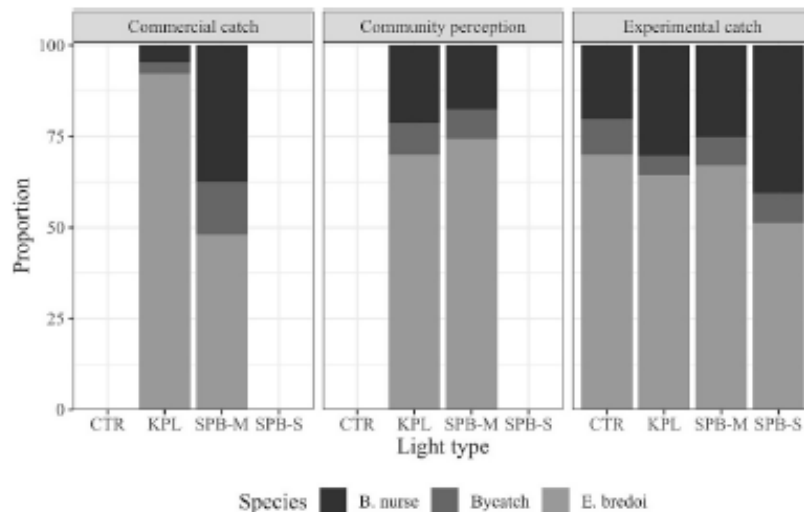 Commercial catch Community perception Experimental catch
100
75
50
25
0
Proportion
CTR KPL SPB-M SPB-S CTR KPL SPB-M SPB-S CTR KPL SPB-M SPB-S
Light type
Species B. nurse Bycatch E. bredoi